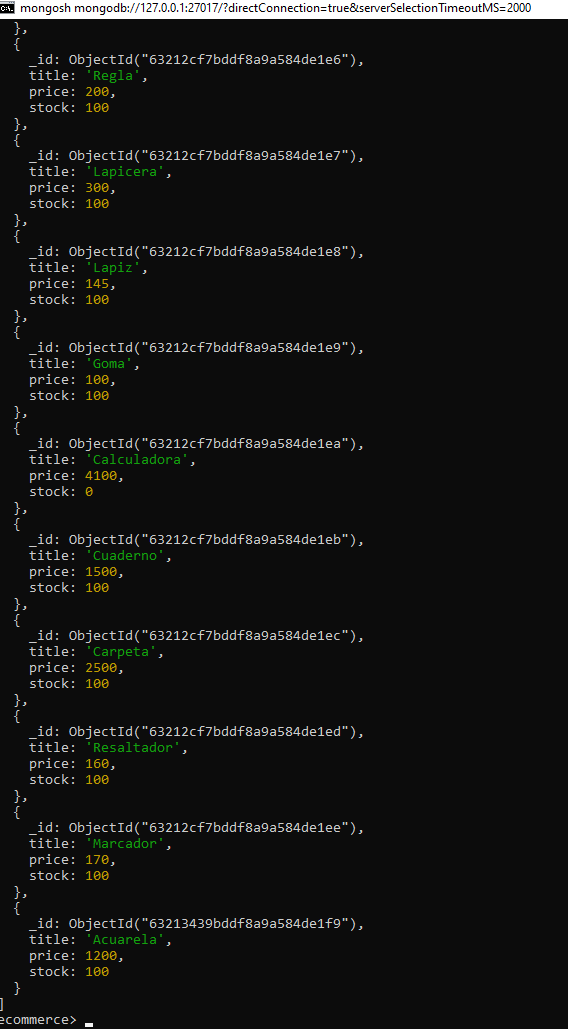 C:\. mongosh mongodb://127.0.0.1:27017/?directConnection=true&serverSelectionTimeoutMS=2000
},
{
_id: ObjectId("63212cf7bddf8a9a584de1e6"),
title: 'Regla',
price: 200,
stock: 100
},
{
_id: ObjectId("63212cf7bddf8a9a584de1e7"),
title: 'Lapicera',
price: 300,
stock: 100
},
{
_id: ObjectId("63212cf7bddf8a9a584de1e8"),
title: 'Lapiz',
price: 145,
stock: 100
},
{
_id: ObjectId("63212cf7bddf8a9a584de1e9"),
title: 'Goma',
price: 100,
stock: 100
},
{
_id: ObjectId("63212cf7bddf8a9a584de1ea"),
title: 'Calculadora',
price: 4100,
stock: 0
},
{
_id: ObjectId("63212cf7bddf8a9a584de1eb"),
title: 'Cuaderno',
price: 1500,
stock: 100
},
{
_id: ObjectId("63212cf7bddf8a9a584de1ec"),
title: 'Carpeta',
price: 2500,
stock: 100
},
{
_id: ObjectId("63212cf7bddf8a9a584de1ed"),
title: 'Resaltador',
price: 160,
stock: 100
},
{
_id: ObjectId("63212cf7bddf8a9a584de1ee"),
title: 'Marcador',
price: 170,
stock: 100
},
{
_id: ObjectId("63213439bddf8a9a584de1f9"),
title: 'Acuarela',
price: 1200,
stock: 100
}
]
ecommerce> _